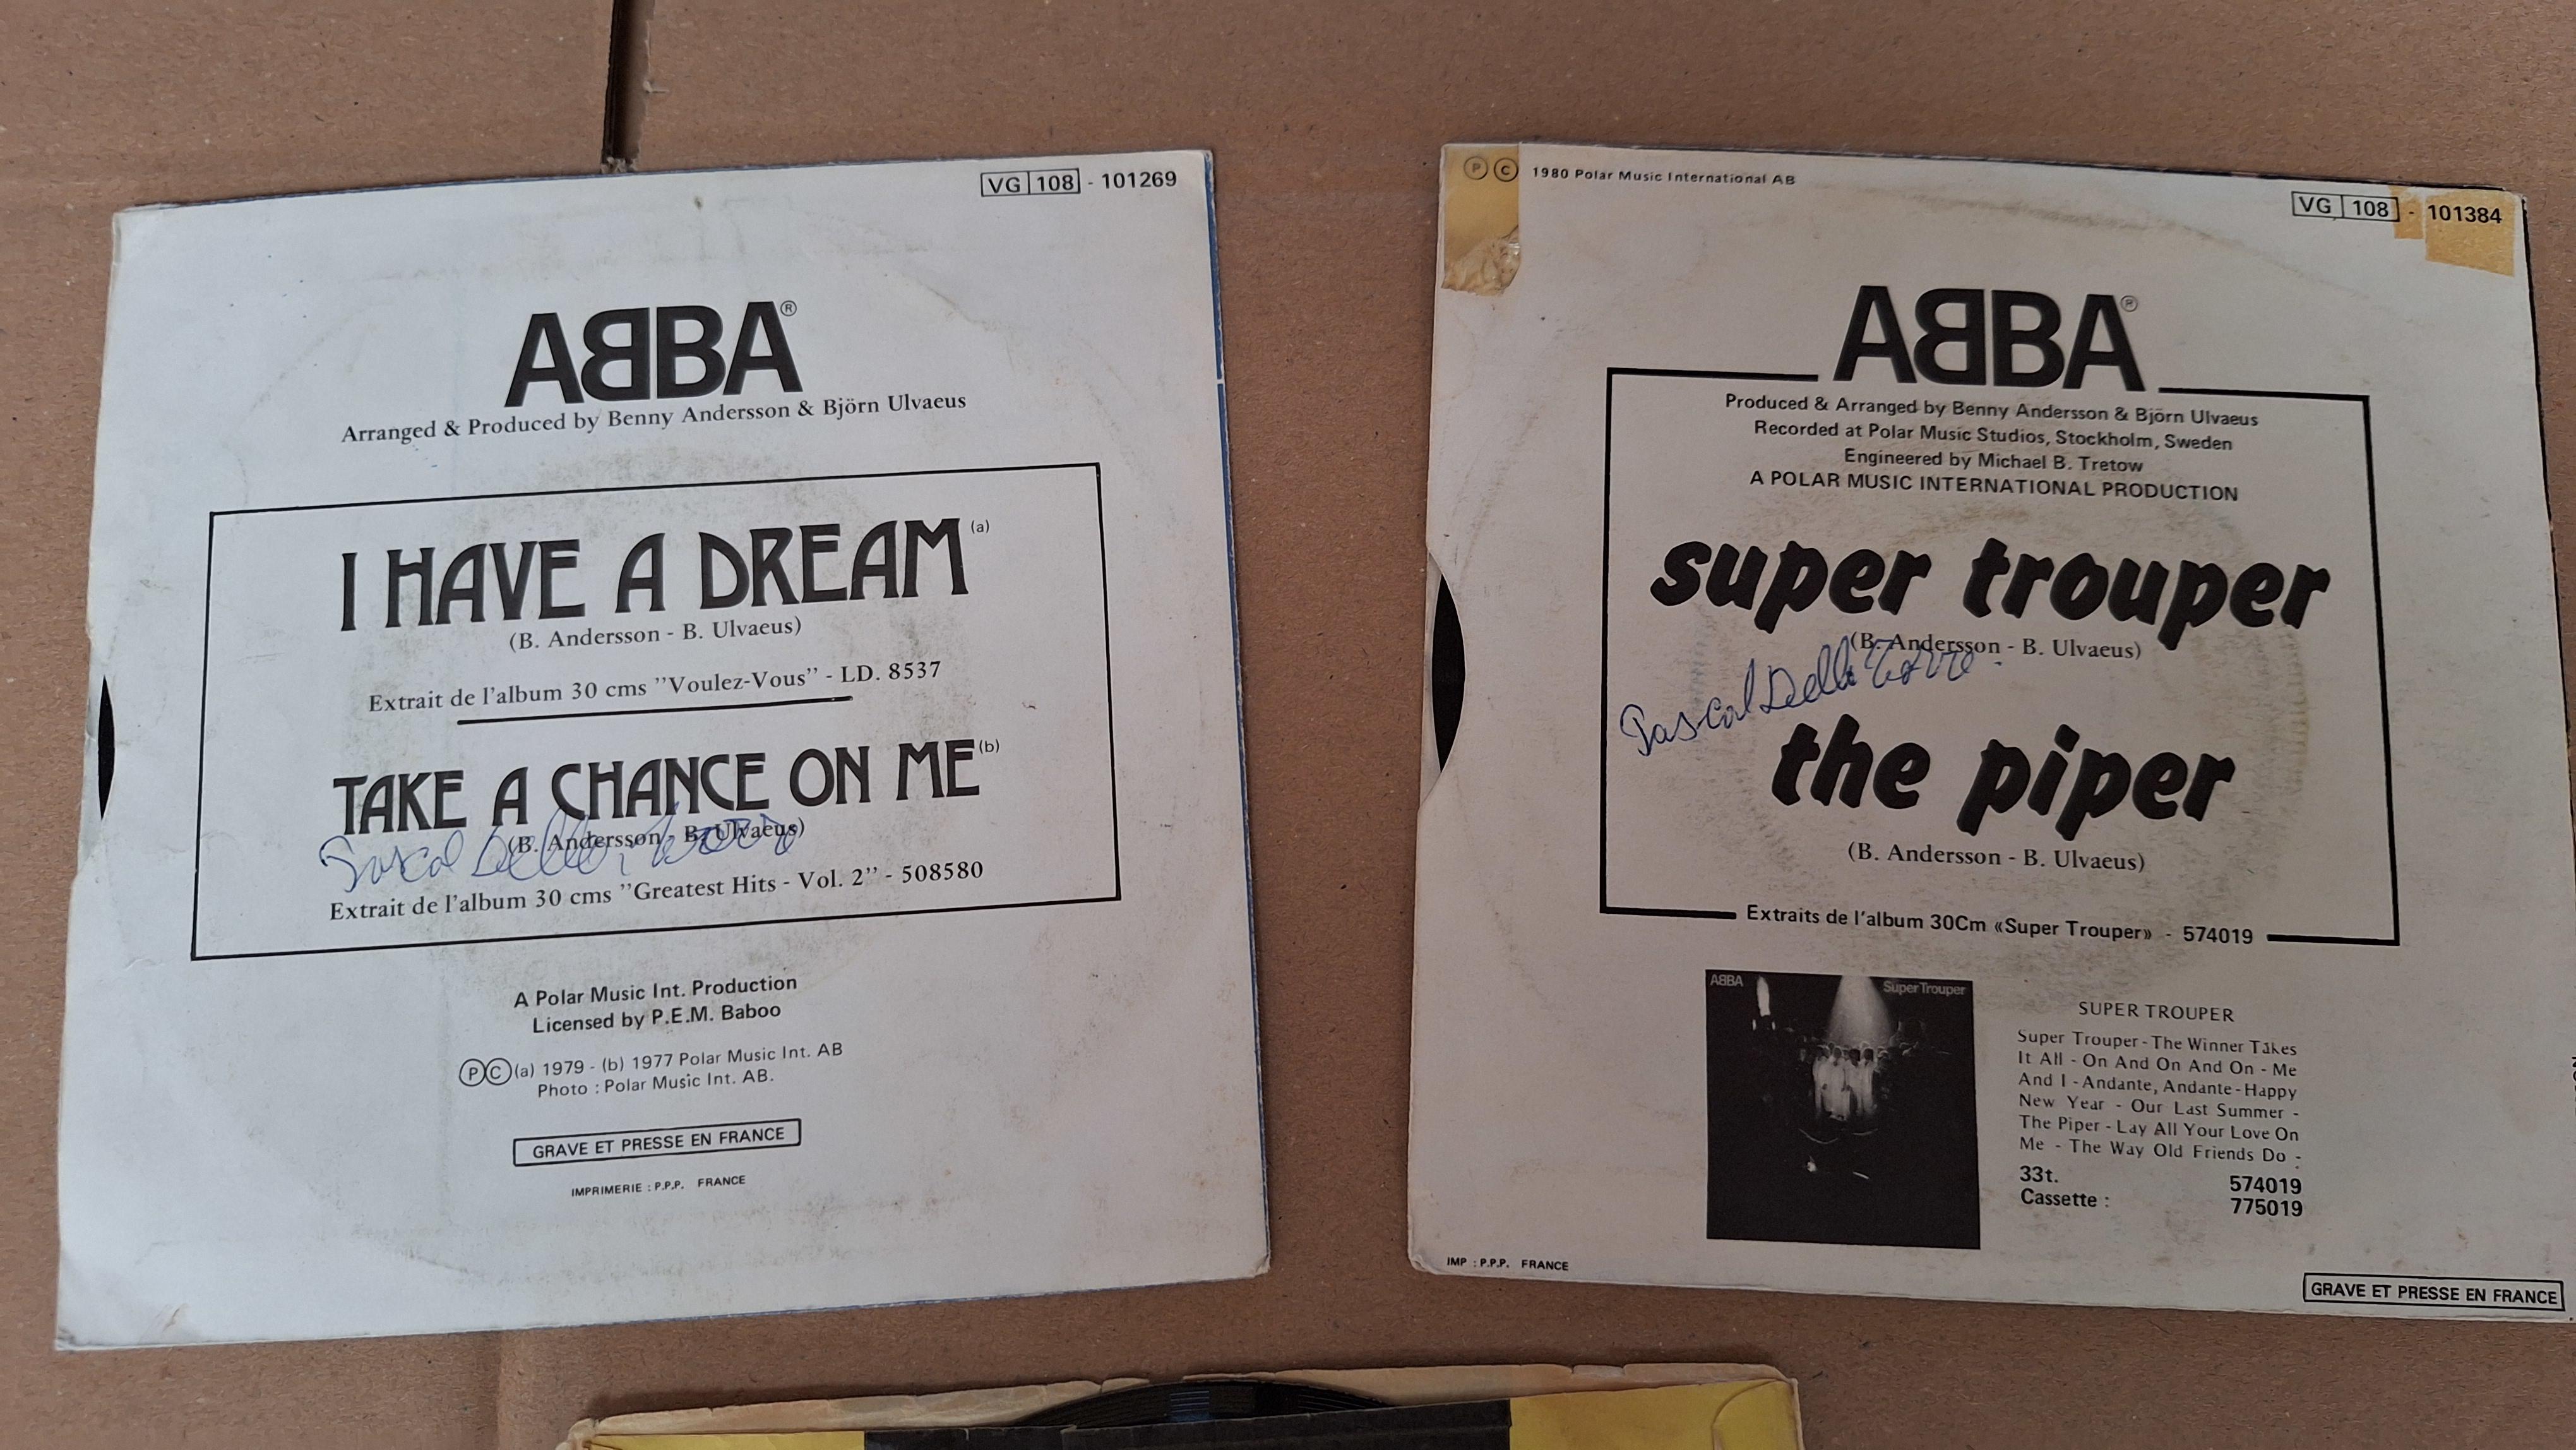 VG 108 - 101269
ABBA®
Arranged & Produced by Benny Andersson & Björn Ulvaeus
I HAVE A DREAM (a)
(B. Andersson - B. Ulvaeus)
Extrait de l'album 30 cms ''Voulez-Vous'' - LD. 8537
TAKE A CHANCE ON ME (b)
(B. Andersson - B. Ulvaeus)
Pascal Delle
Extrait de l'album 30 cms ''Greatest Hits - Vol. 2'' - 508580
A Polar Music Int. Production
Licensed by P.E.M. Baboo
Ⓟ Ⓒ (a) 1979 - (b) 1977 Polar Music Int. AB
Photo : Polar Music Int. AB.
GRAVE ET PRESSE EN FRANCE
IMPRIMERIE : P.P.P. FRANCE
Ⓟ Ⓒ 1980 Polar Music International AB
VG 108 - 101384
ABBA®
Produced & Arranged by Benny Andersson & Björn Ulvaeus
Recorded at Polar Music Studios, Stockholm, Sweden
Engineered by Michael B. Tretow
A POLAR MUSIC INTERNATIONAL PRODUCTION
super trouper
(B. Andersson - B. Ulvaeus)
Pascal Delle
the piper
(B. Andersson - B. Ulvaeus)
Extraits de l'album 30Cm «Super Trouper» - 574019
ABBA Super Trouper
SUPER TROUPER
Super Trouper - The Winner Takes
It All - On And On And On - Me
And I - Andante, Andante - Happy
New Year - Our Last Summer -
The Piper - Lay All Your Love On
Me - The Way Old Friends Do -
33t. 574019
Cassette : 775019
IMP : P.P.P. FRANCE
GRAVE ET PRESSE EN FRANCE